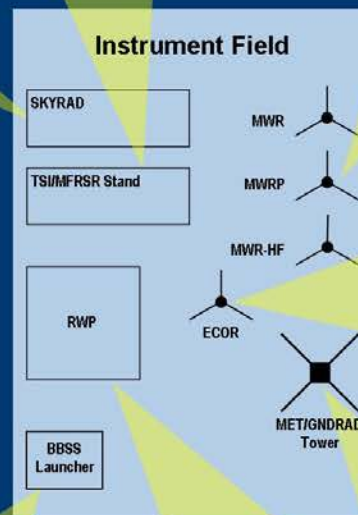 Instrument Field
SKYRAD
MWR
TSI/MFRSR Stand
MWRP
MWR-HF
RWP
ECOR
MET/GNDRAD
Tower
BBSS
Launcher